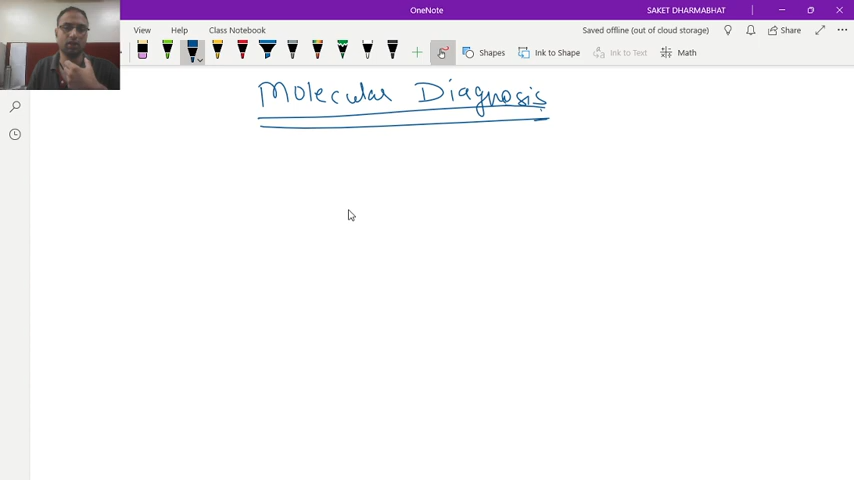 OneNote
SAKET DHARMABHAT
View Help Class Notebook Saved offline (out of cloud storage) Share
Shapes Ink to Shape Ink to Text Math
Molecular Diagnosis